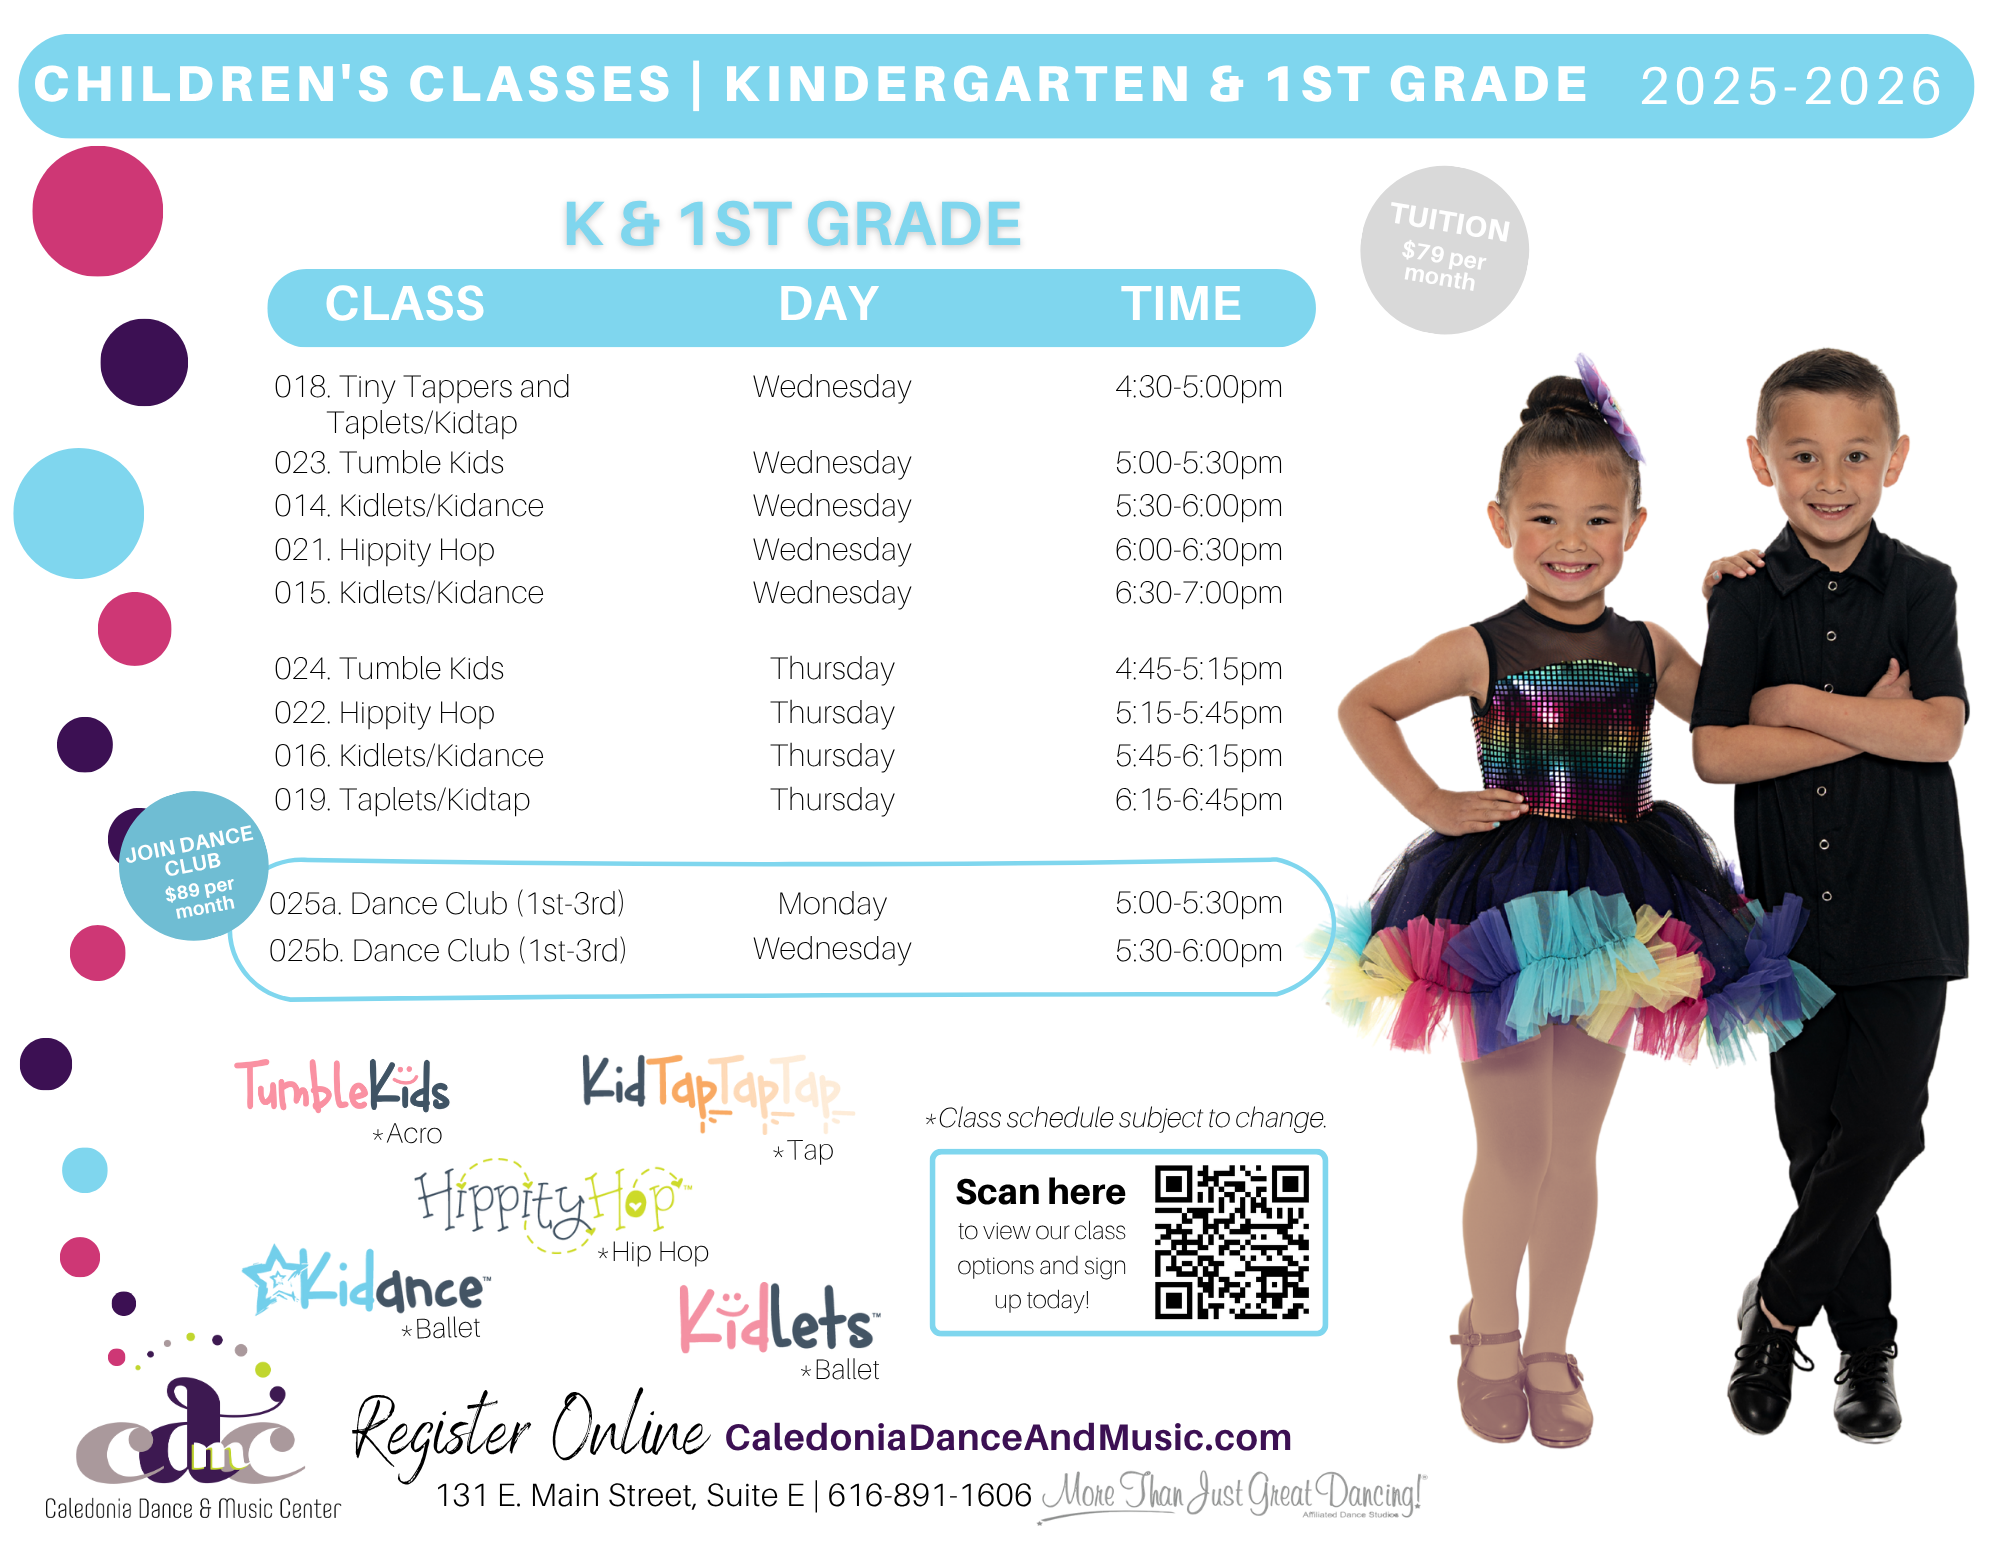 CHILDREN'S CLASSES | KINDERGARTEN & 1ST GRADE 2025-2026
K & 1ST GRADE
TUITION
$79 per
month
CLASS DAY TIME
018. Tiny Tappers and Wednesday 4:30-5:00pm
Taplets/Kidtap
023. Tumble Kids Wednesday 5:00-5:30pm
014. Kidlets/Kidance Wednesday 5:30-6:00pm
021. Hippity Hop Wednesday 6:00-6:30pm
015. Kidlets/Kidance Wednesday 6:30-7:00pm
024. Tumble Kids Thursday 4:45-5:15pm
022. Hippity Hop Thursday 5:15-5:45pm
016. Kidlets/Kidance Thursday 5:45-6:15pm
019. Taplets/Kidtap Thursday 6:15-6:45pm
JOIN DANCE
CLUB
$89 per
month
025a. Dance Club (1st-3rd) Monday 5:00-5:30pm
025b. Dance Club (1st-3rd) Wednesday 5:30-6:00pm
TumbleKids
*Acro
KidTapTapTap
*Tap
HippityHop™
*Hip Hop
Kidance™
*Ballet
Kidlets™
*Ballet
*Class schedule subject to change.
Scan here
to view our class
options and sign
up today!
cdmc
Caledonia Dance & Music Center
Register Online CaledoniaDanceAndMusic.com
131 E. Main Street, Suite E | 616-891-1606
More Than Just Great Dancing!®
Affiliated Dance Studios